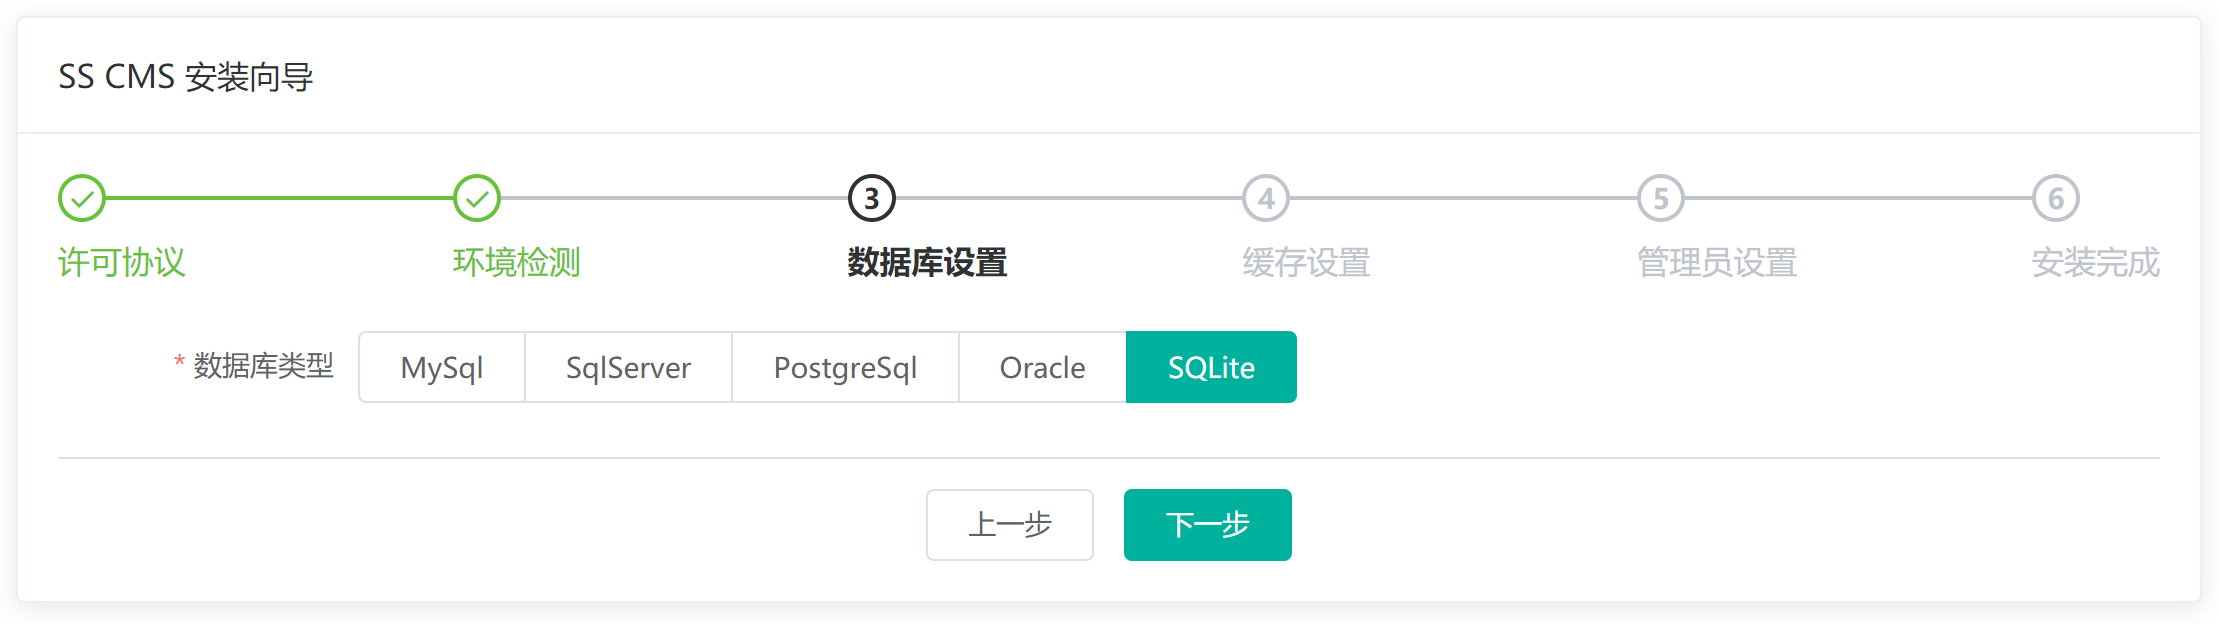 SS CMS 安装向导
3 4 5 6
许可协议 环境检测 数据库设置 缓存设置 管理员设置 安装完成
* 数据库类型 MySql SqlServer PostgreSql Oracle SQLite
上一步 下一步